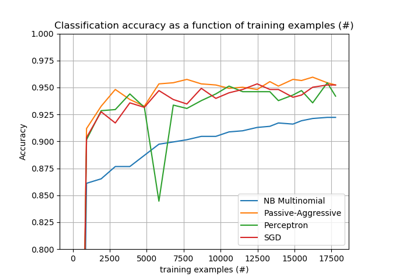 Classification accuracy as a function of training examples (#)
1.000
0.975
0.950
0.925
0.900
0.875
0.850
0.825
0.800
Accuracy
NB Multinomial
Passive-Aggressive
Perceptron
SGD
0 2500 5000 7500 10000 12500 15000 17500
training examples (#)